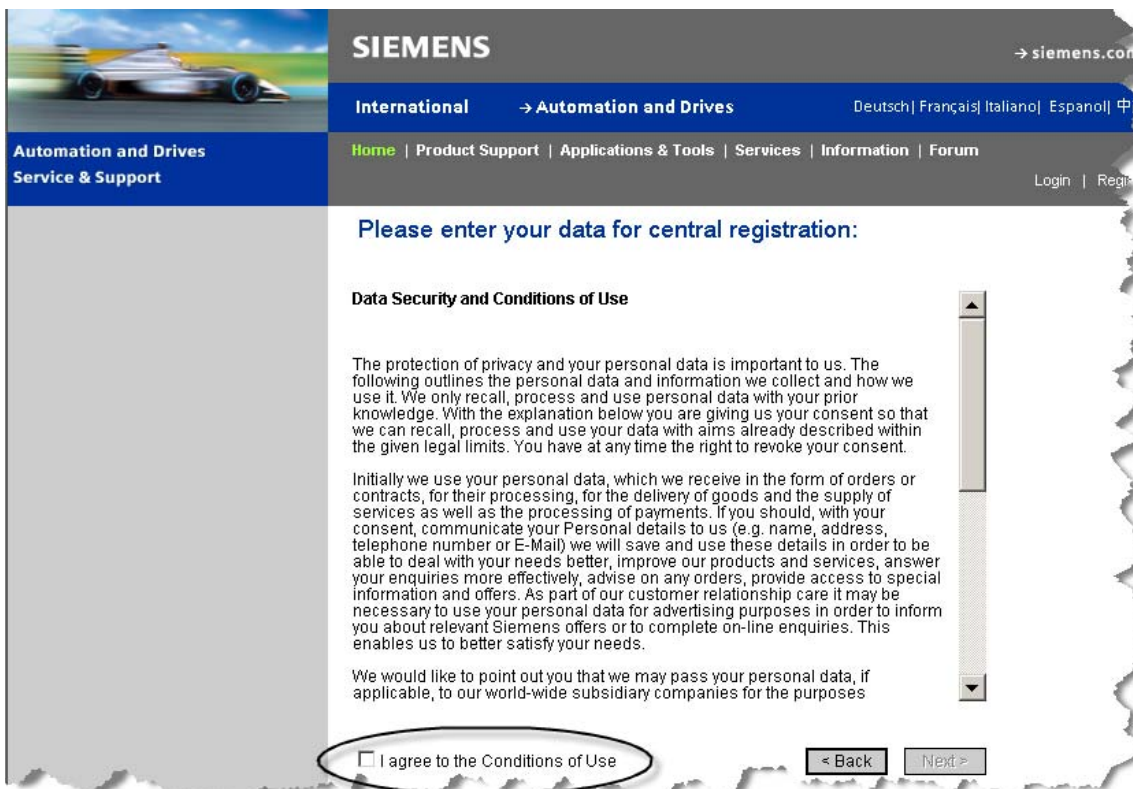 SIEMENS
→ siemens.com
International → Automation and Drives Deutsch| Français| Italiano| Espanol| 中
Automation and Drives
Service & Support
Home | Product Support | Applications & Tools | Services | Information | Forum
Login |
Please enter your data for central registration:
Data Security and Conditions of Use
The protection of privacy and your personal data is important to us. The
following outlines the personal data and information we collect and how we
use it. We only recall, process and use personal data with your prior
knowledge. With the explanation below you are giving us your consent so that
we can recall, process and use your data with aims already described within
the given legal limits. You have at any time the right to revoke your consent.
Initially we use your personal data, which we receive in the form of orders or
contracts, for their processing, for the delivery of goods and the supply of
services as well as the processing of payments. If you should, with your
consent, communicate your Personal details to us (e.g. name, address,
telephone number or E-Mail) we will save and use these details in order to be
able to deal with your needs better, improve our products and services, answer
your enquiries more effectively, advise on any orders, provide access to special
information and offers. As part of our customer relationship care it may be
necessary to use your personal data for advertising purposes in order to inform
you about relevant Siemens offers or to complete on-line enquiries. This
enables us to better satisfy your needs.
We would like to point out you that we may pass your personal data, if
applicable, to our world-wide subsidiary companies for the purposes
I agree to the Conditions of Use
< Back Next >